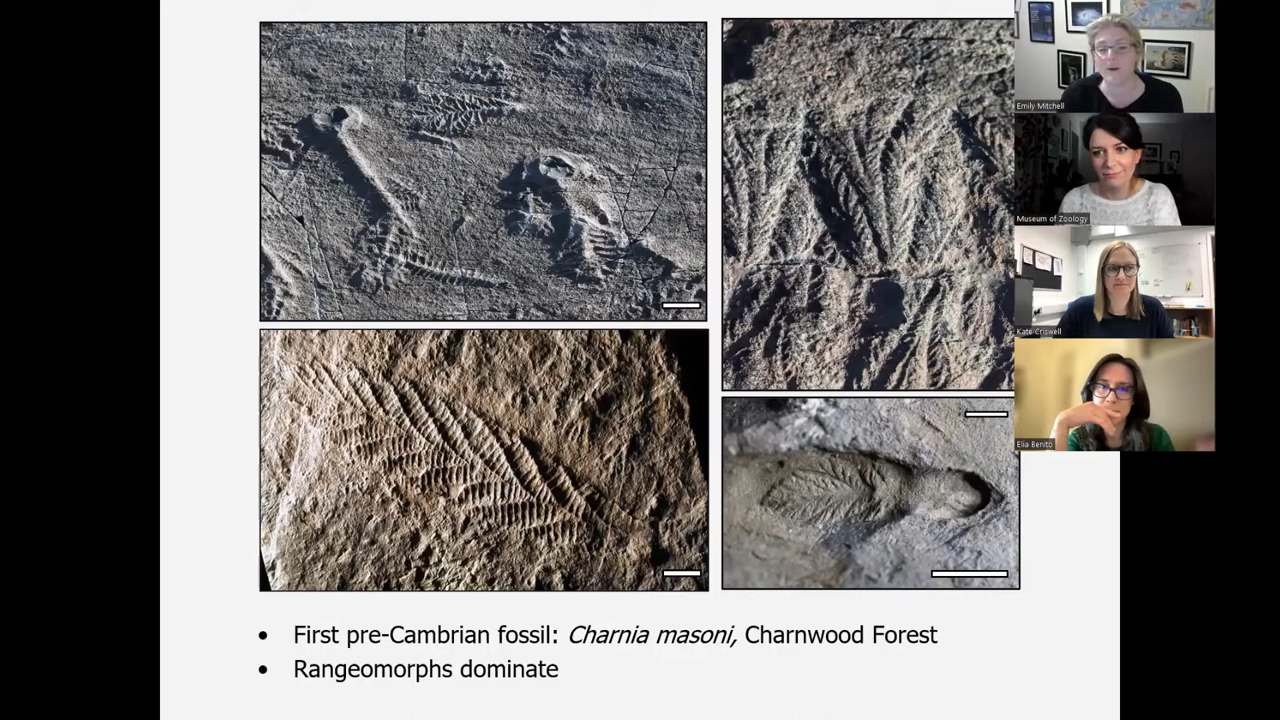 Emily Mitchell
Museum of Zoology
Kate Criswell
Elia Benito
• First pre-Cambrian fossil: Charnia masoni, Charnwood Forest
• Rangeomorphs dominate